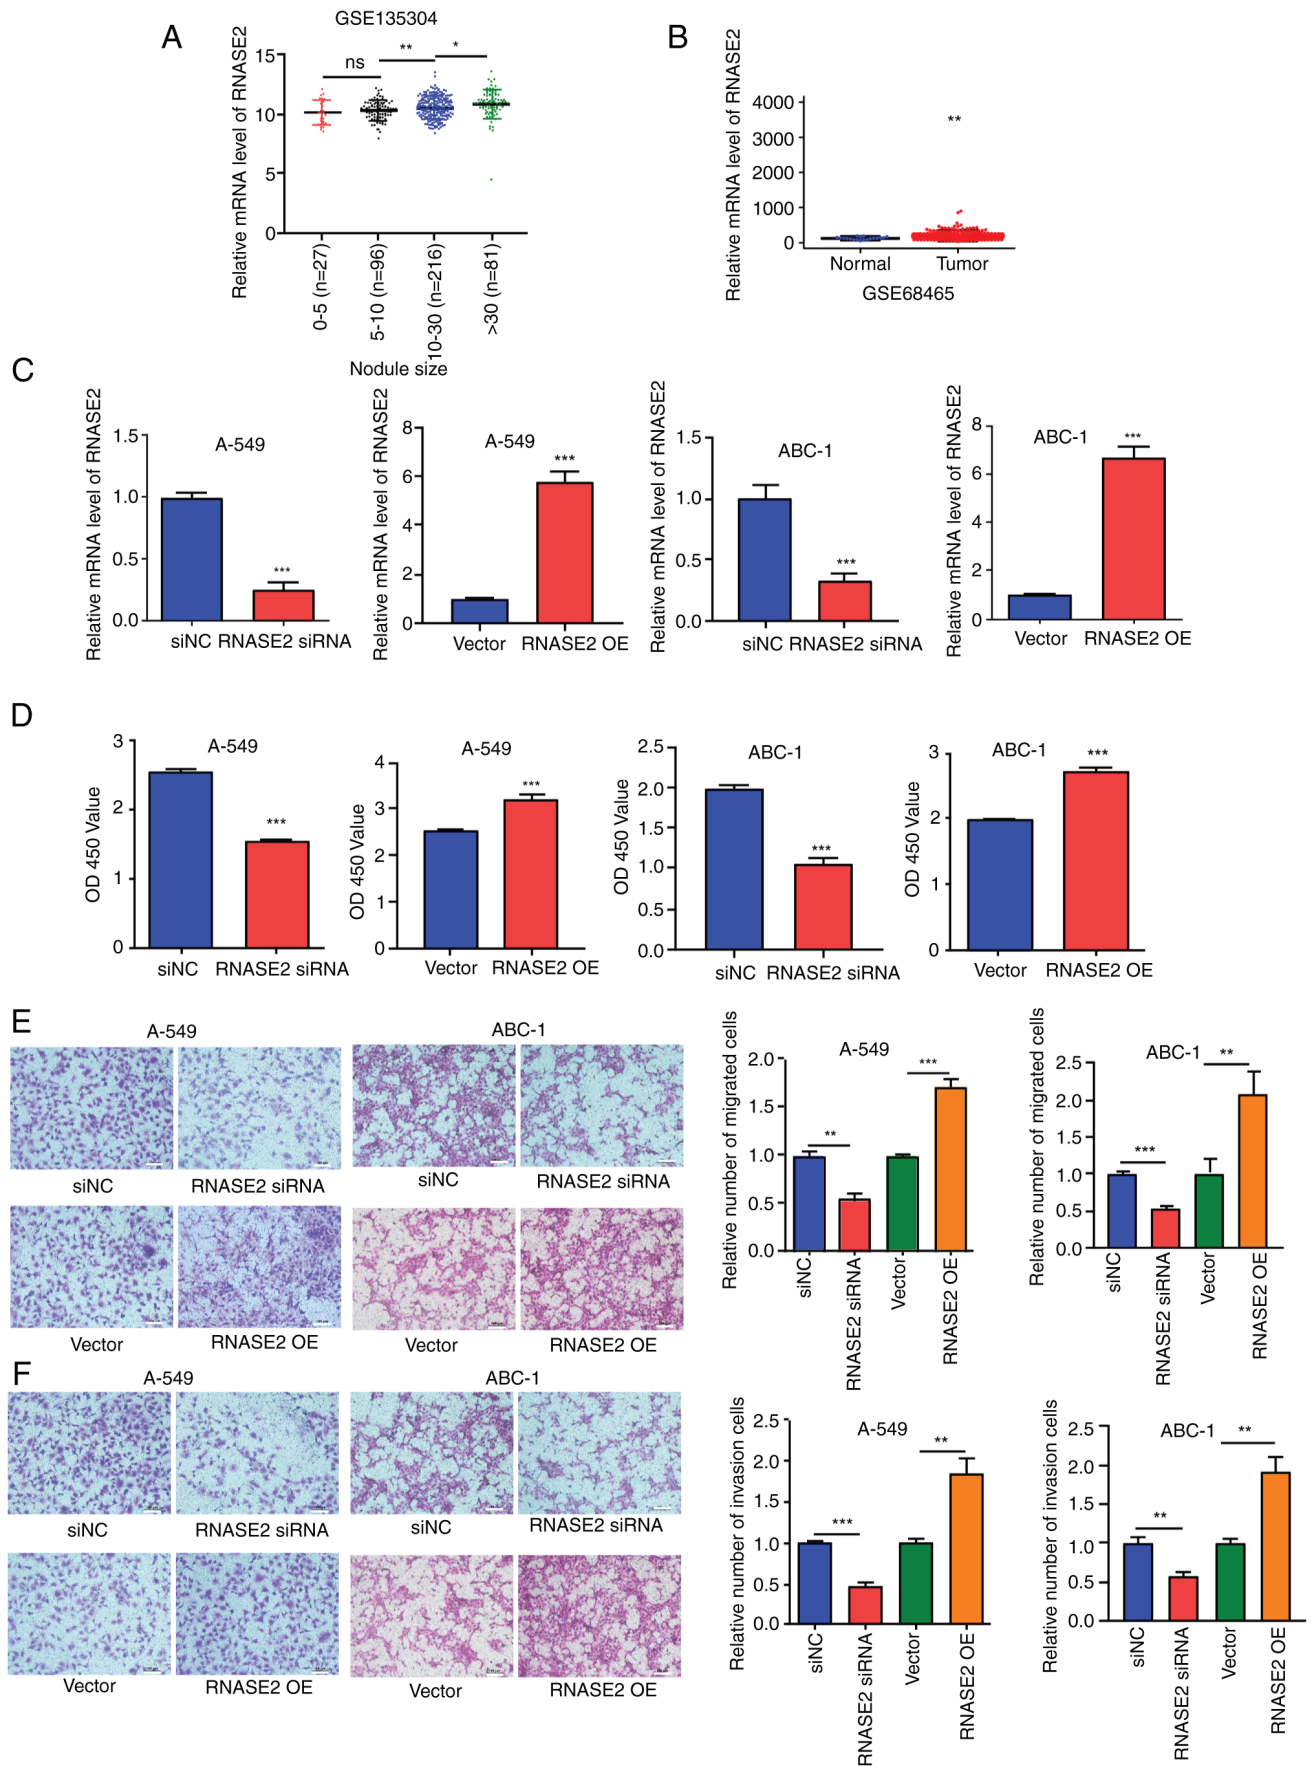 A
GSE135304
Relative mRNA level of RNASE2
15
10
5
0
ns
**
*
0-5 (n=27)
5-10 (n=96)
10-30 (n=216)
>30 (n=81)
Nodule size
B
Relative mRNA level of RNASE2
4000
3000
2000
1000
0
**
Normal
Tumor
GSE68465
C
Relative mRNA level of RNASE2
A-549
1.5
1.0
0.5
0.0
***
siNC
RNASE2 siRNA
Relative mRNA level of RNASE2
A-549
8
6
4
2
0
***
Vector
RNASE2 OE
Relative mRNA level of RNASE2
ABC-1
1.5
1.0
0.5
0.0
***
siNC
RNASE2 siRNA
Relative mRNA level of RNASE2
ABC-1
8
6
4
2
0
***
Vector
RNASE2 OE
D
OD 450 Value
A-549
3
2
1
0
***
siNC
RNASE2 siRNA
OD 450 Value
A-549
4
3
2
1
0
***
Vector
RNASE2 OE
OD 450 Value
ABC-1
2.5
2.0
1.5
1.0
0.5
0.0
***
siNC
RNASE2 siRNA
OD 450 Value
ABC-1
3
2
1
0
***
Vector
RNASE2 OE
E
A-549
ABC-1
siNC
RNASE2 siRNA
siNC
RNASE2 siRNA
Vector
RNASE2 OE
Vector
RNASE2 OE
Relative number of migrated cells
A-549
2.0
1.5
1.0
0.5
0.0
**
***
siNC
RNASE2 siRNA
Vector
RNASE2 OE
Relative number of migrated cells
ABC-1
2.5
2.0
1.5
1.0
0.5
0.0
***
**
siNC
RNASE2 siRNA
Vector
RNASE2 OE
F
A-549
ABC-1
siNC
RNASE2 siRNA
siNC
RNASE2 siRNA
Vector
RNASE2 OE
Vector
RNASE2 OE
Relative number of invasion cells
A-549
2.5
2.0
1.5
1.0
0.5
0.0
***
**
siNC
RNASE2 siRNA
Vector
RNASE2 OE
Relative number of invasion cells
ABC-1
2.5
2.0
1.5
1.0
0.5
0.0
**
**
siNC
RNASE2 siRNA
Vector
RNASE2 OE